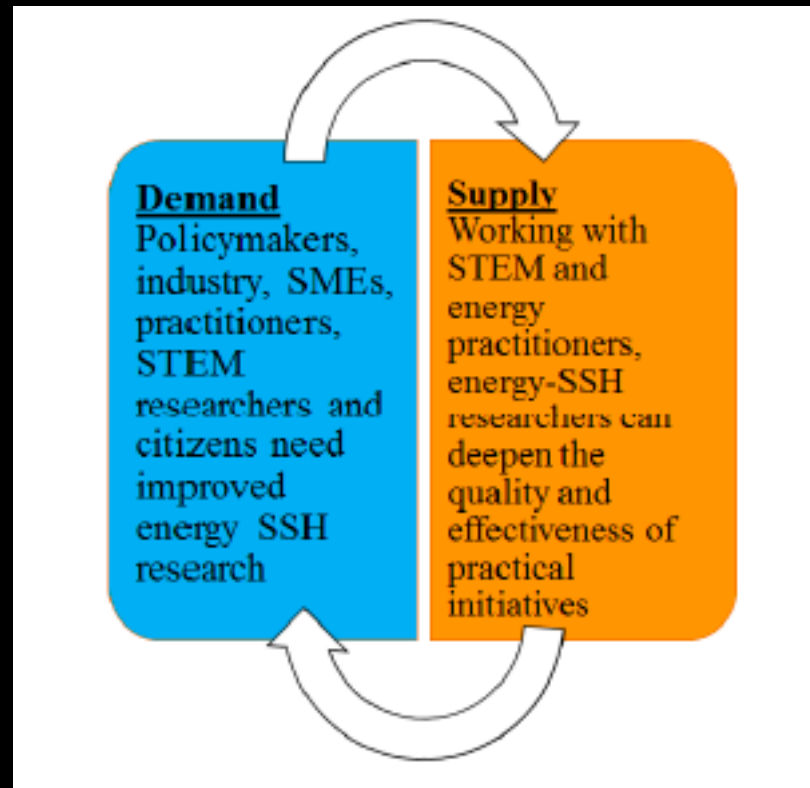 Demand
Policymakers,
industry, SMEs,
practitioners,
STEM
researchers and
citizens need
improved
energy SSH
research
Supply
Working with
STEM and
energy
practitioners,
energy-SSH
researchers can
deepen the
quality and
effectiveness of
practical
initiatives